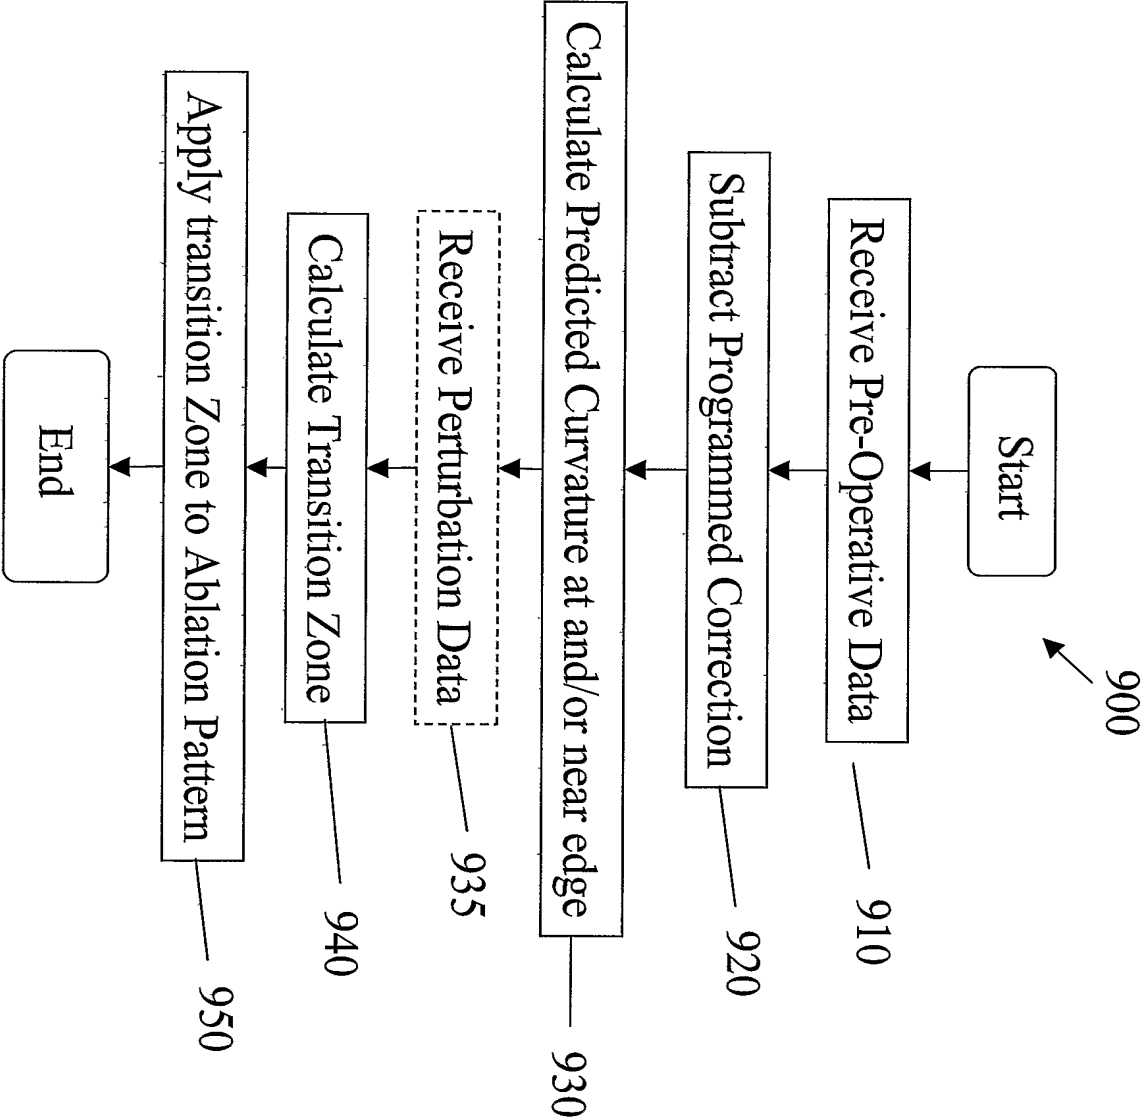 900
Start
Receive Pre-Operative Data
910
Subtract Programmed Correction
920
Calculate Predicted Curvature at and/or near edge
930
Receive Perturbation Data
935
Calculate Transition Zone
940
Apply transition Zone to Ablation Pattern
950
End